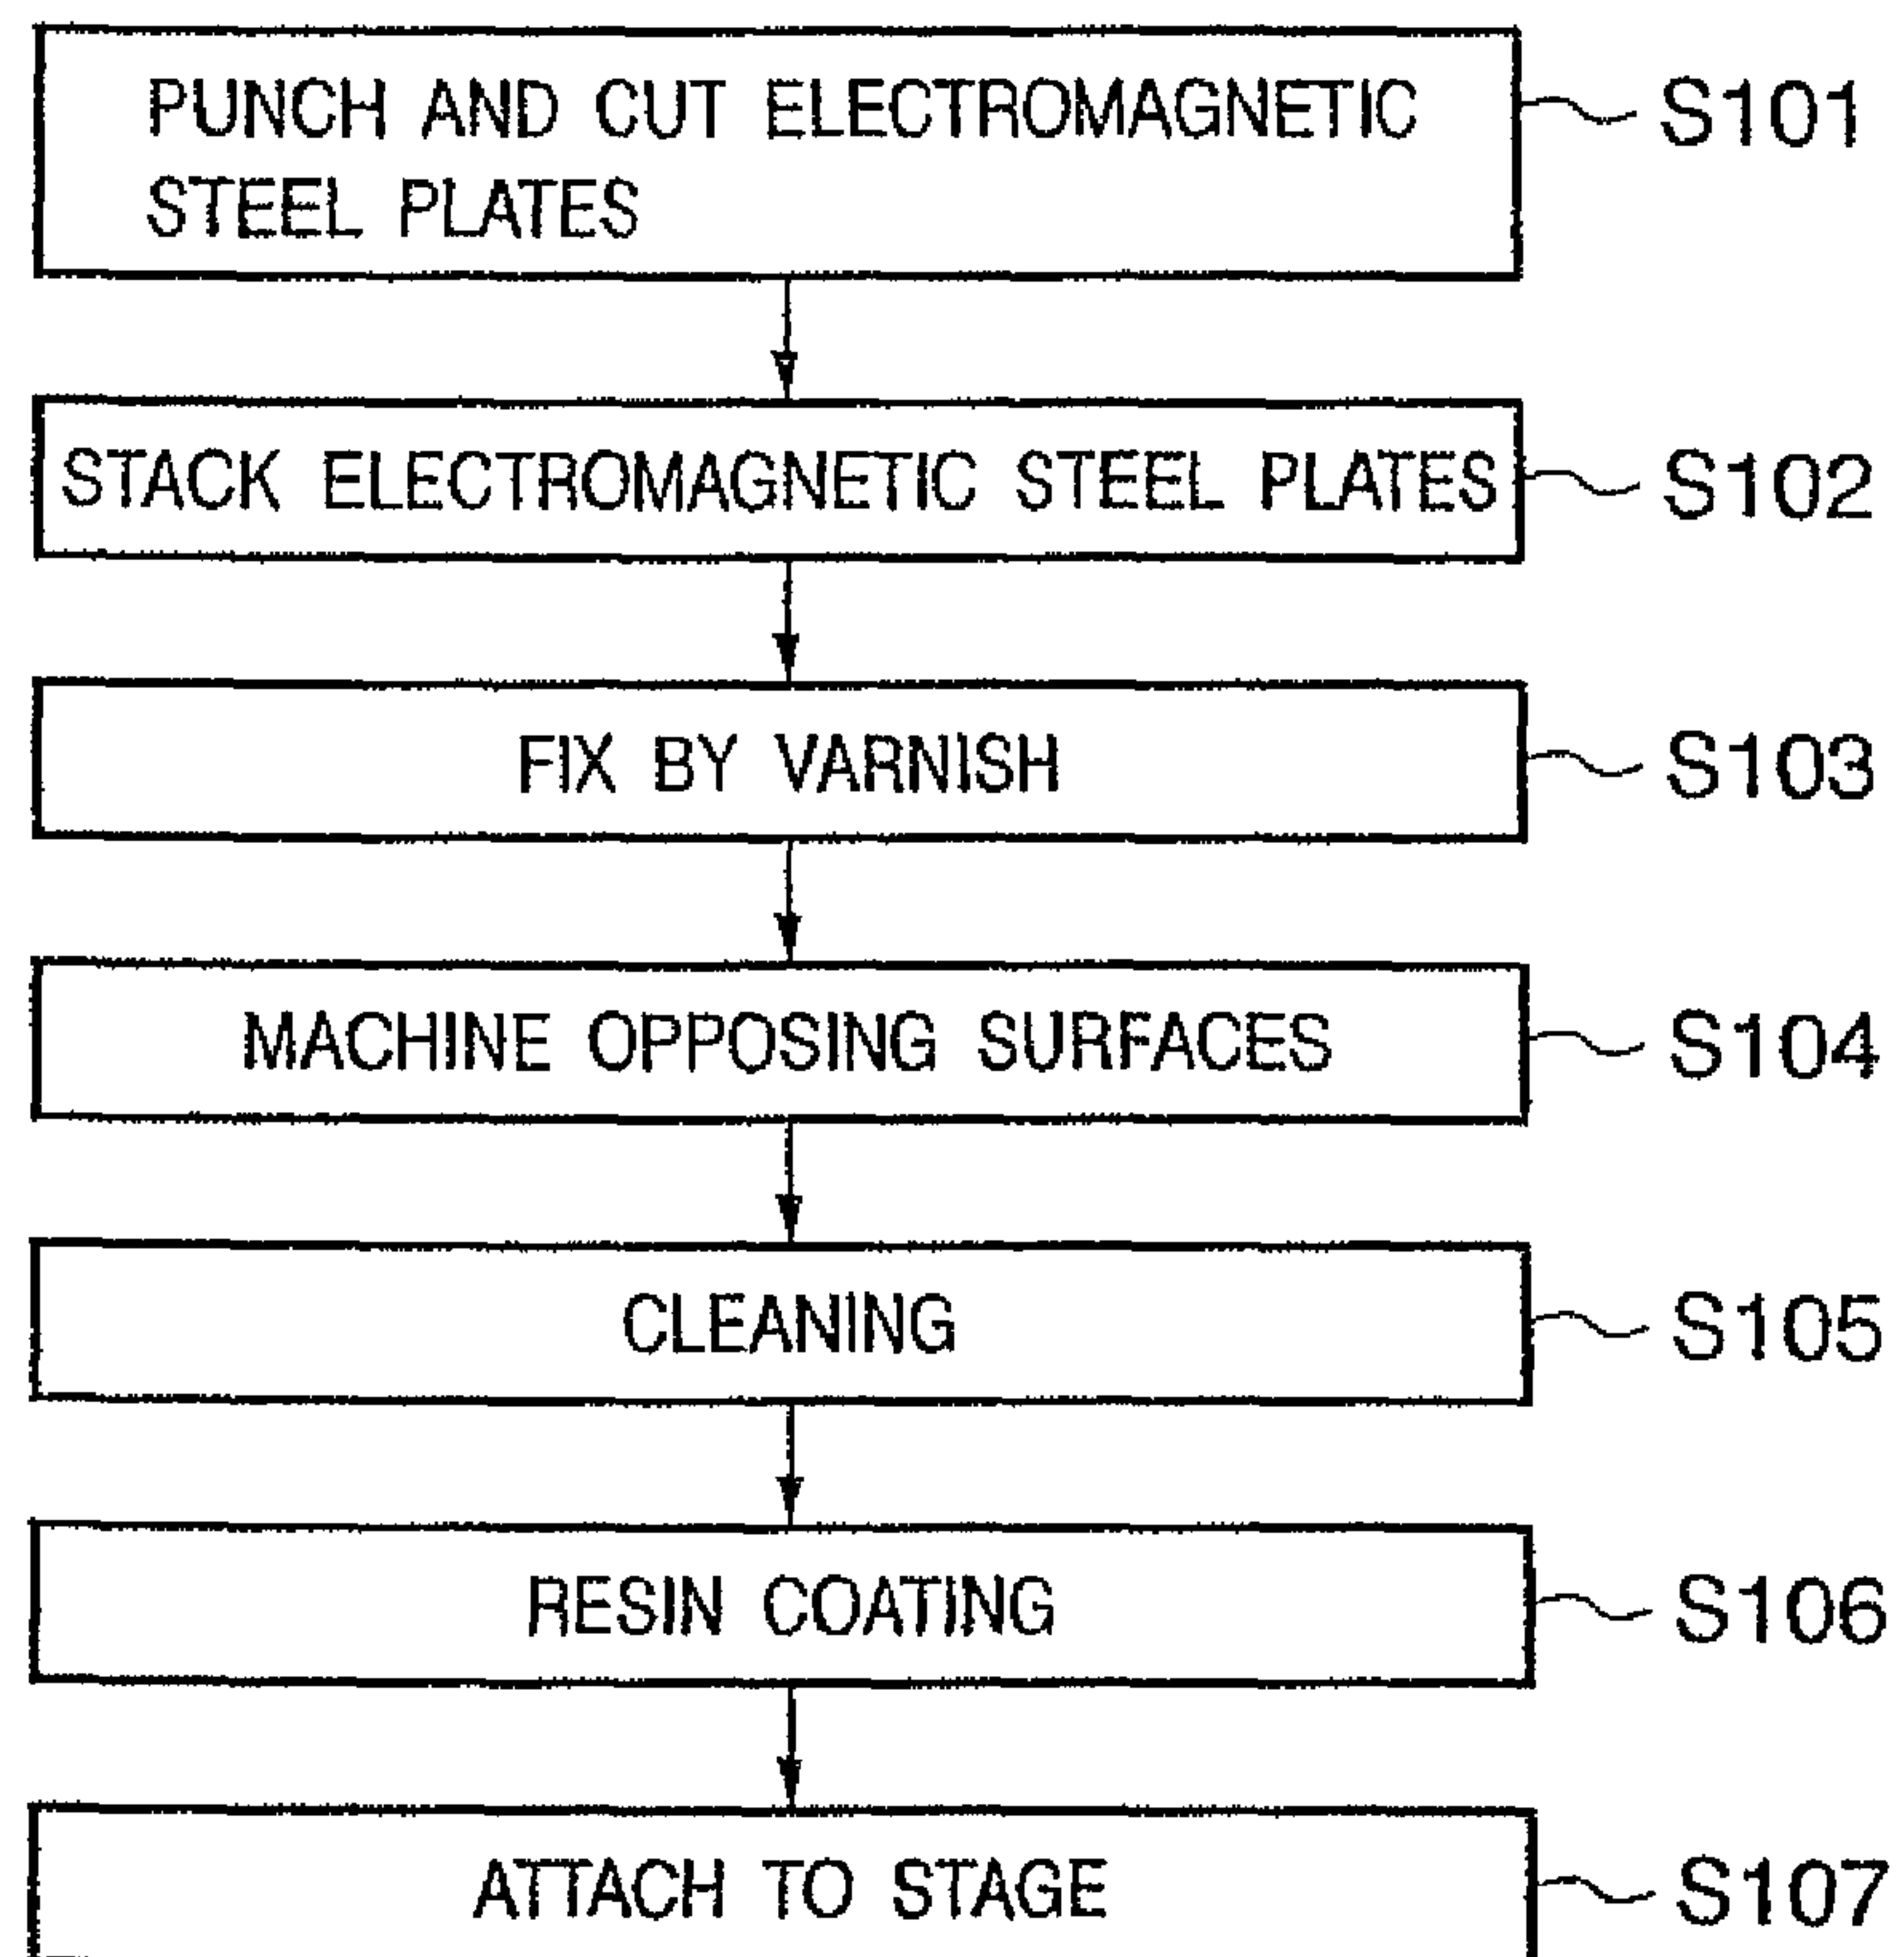 PUNCH AND CUT ELECTROMAGNETIC
STEEL PLATES
S101
STACK ELECTROMAGNETIC STEEL PLATES
S102
FIX BY VARNISH
S103
MACHINE OPPOSING SURFACES
S104
CLEANING
S105
RESIN COATING
S106
ATTACH TO STAGE
S107